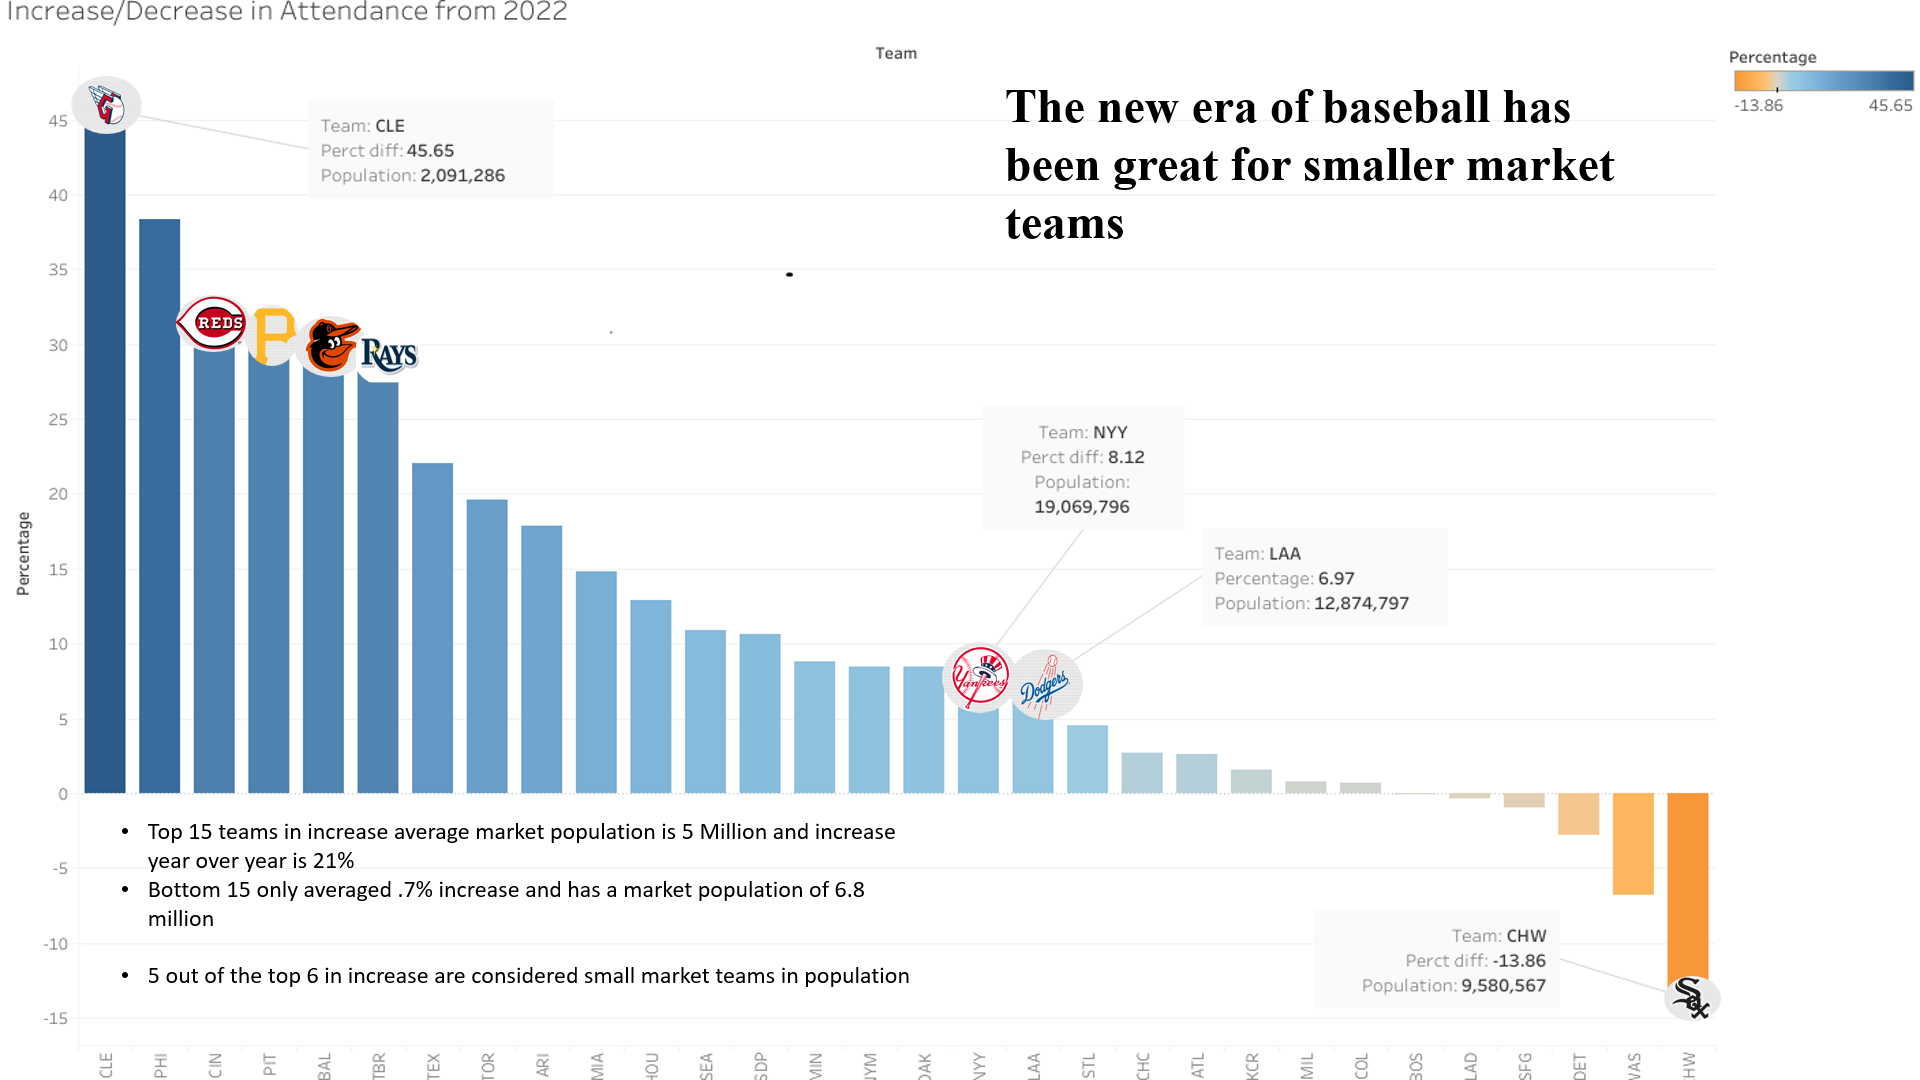 Increase/Decrease in Attendance from 2022
Team
Percentage
-13.86 45.65
The new era of baseball has
been great for smaller market
teams
Team: CLE
Perct diff: 45.65
Population: 2,091,286
REDS
P
RAYS
Team: NYY
Perct diff: 8.12
Population:
19,069,796
Team: LAA
Percentage: 6.97
Population: 12,874,797
Yankees
Dodgers
Percentage
45
40
35
30
25
20
15
10
5
0
-5
-10
-15
• Top 15 teams in increase average market population is 5 Million and increase
year over year is 21%
• Bottom 15 only averaged .7% increase and has a market population of 6.8
million
• 5 out of the top 6 in increase are considered small market teams in population
Team: CHW
Perct diff: -13.86
Population: 9,580,567
Sox
CLE PHI CIN PIT BAL TBR TEX TOR ARI MIA HOU SEA SDP MIN NYM OAK NYY LAA STL CHC ATL KCR MIL COL BOS LAD SFG DET WAS HW